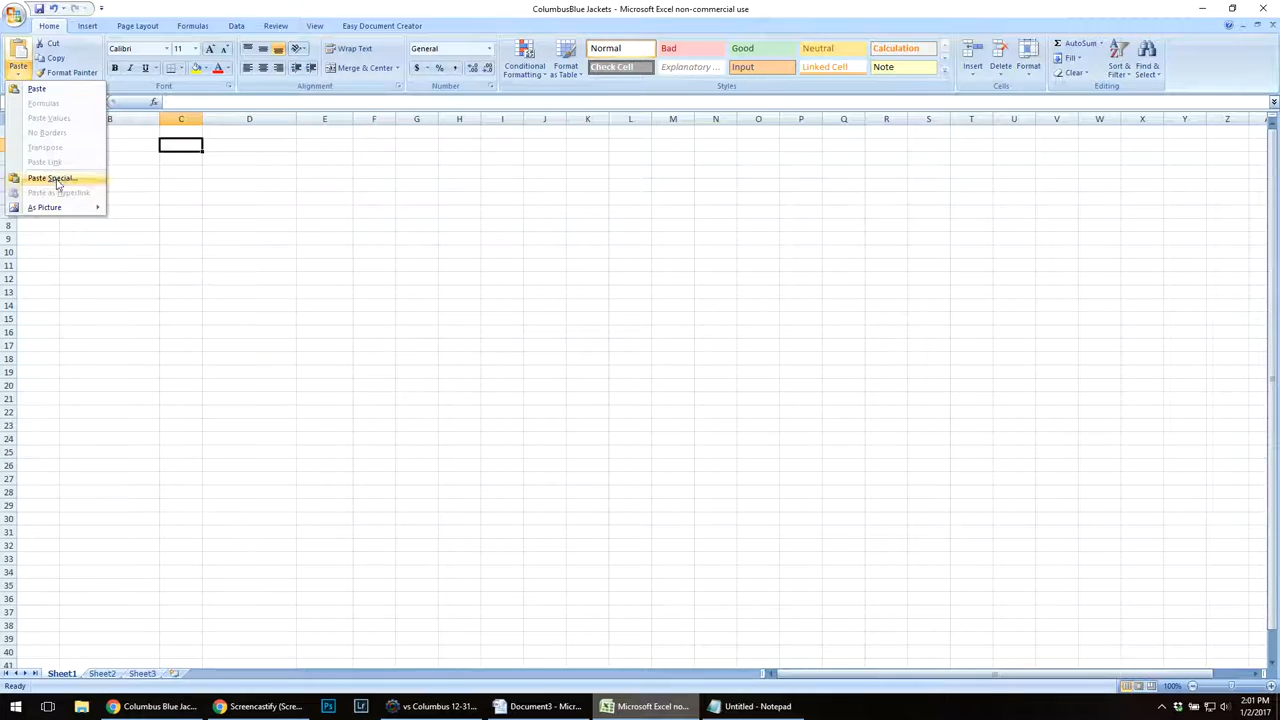 ColumbusBlue Jackets - Microsoft Excel non-commercial use
Home Insert Page Layout Formulas Data Review View Easy Document Creator
Paste Cut Copy Format Painter
Calibri 11
B I U
Font
Wrap Text
Merge & Center
Alignment
General
$ % ,
Number
Conditional Formatting
Format as Table
Normal Bad Good Neutral Calculation
Check Cell Explanatory ... Input Linked Cell Note
Styles
Insert Delete Format
Cells
Σ AutoSum
Fill
Clear
Sort & Filter
Find & Select
Editing
Paste
Formulas
Paste Values
No Borders
Transpose
Paste Link
Paste Special...
Paste as Hyperlink
As Picture
fx
B C D E F G H I J K L M N O P Q R S T U V W X Y Z
8
9
10
11
12
13
14
15
16
17
18
19
20
21
22
23
24
25
26
27
28
29
30
31
32
33
34
35
36
37
38
39
40
41
Sheet1 Sheet2 Sheet3
Ready
100%
Columbus Blue Jac... Screencastify (Scre... Ps Lr vs Columbus 12-31... Document3 - Micr... Microsoft Excel no... Untitled - Notepad
2:01 PM
1/2/2017